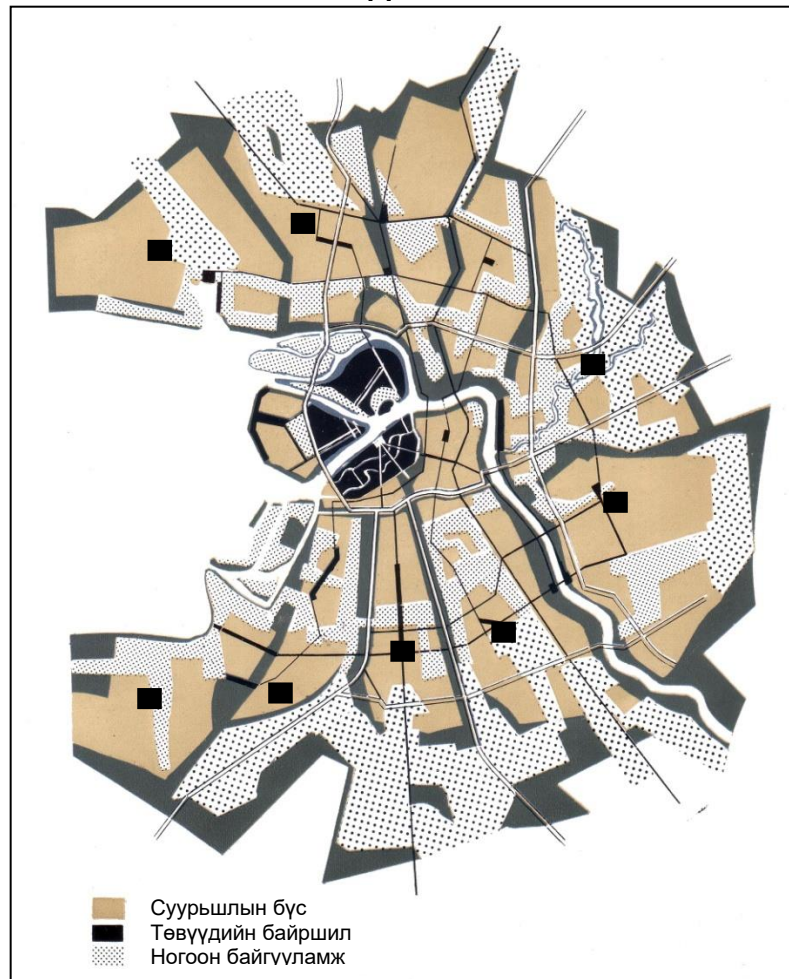 Суурьшлын бүс
Төвүүдийн байршил
Ногоон байгууламж